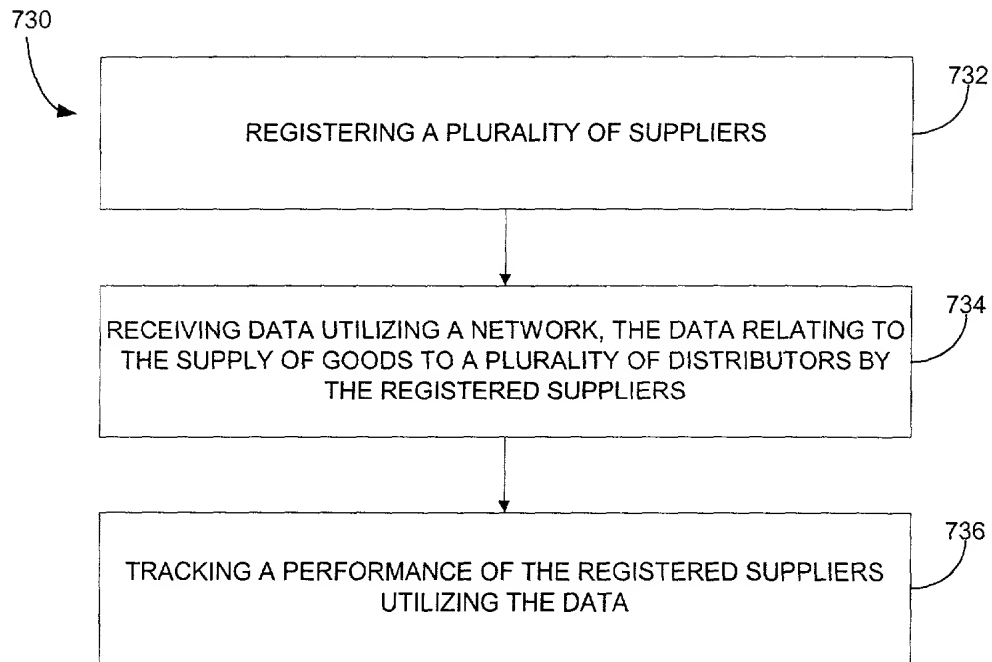 730
732
REGISTERING A PLURALITY OF SUPPLIERS
734
RECEIVING DATA UTILIZING A NETWORK, THE DATA RELATING TO
THE SUPPLY OF GOODS TO A PLURALITY OF DISTRIBUTORS BY
THE REGISTERED SUPPLIERS
736
TRACKING A PERFORMANCE OF THE REGISTERED SUPPLIERS
UTILIZING THE DATA